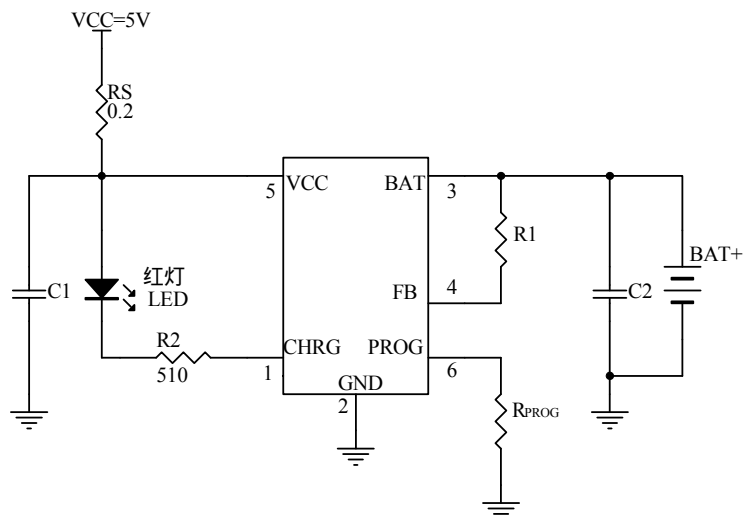 VCC=5V
RS
0.2
5
VCC
BAT
3
R1
BAT+
C1
红灯
LED
FB
4
C2
R2
510
CHRG
1
PROG
6
GND
2
RPROG